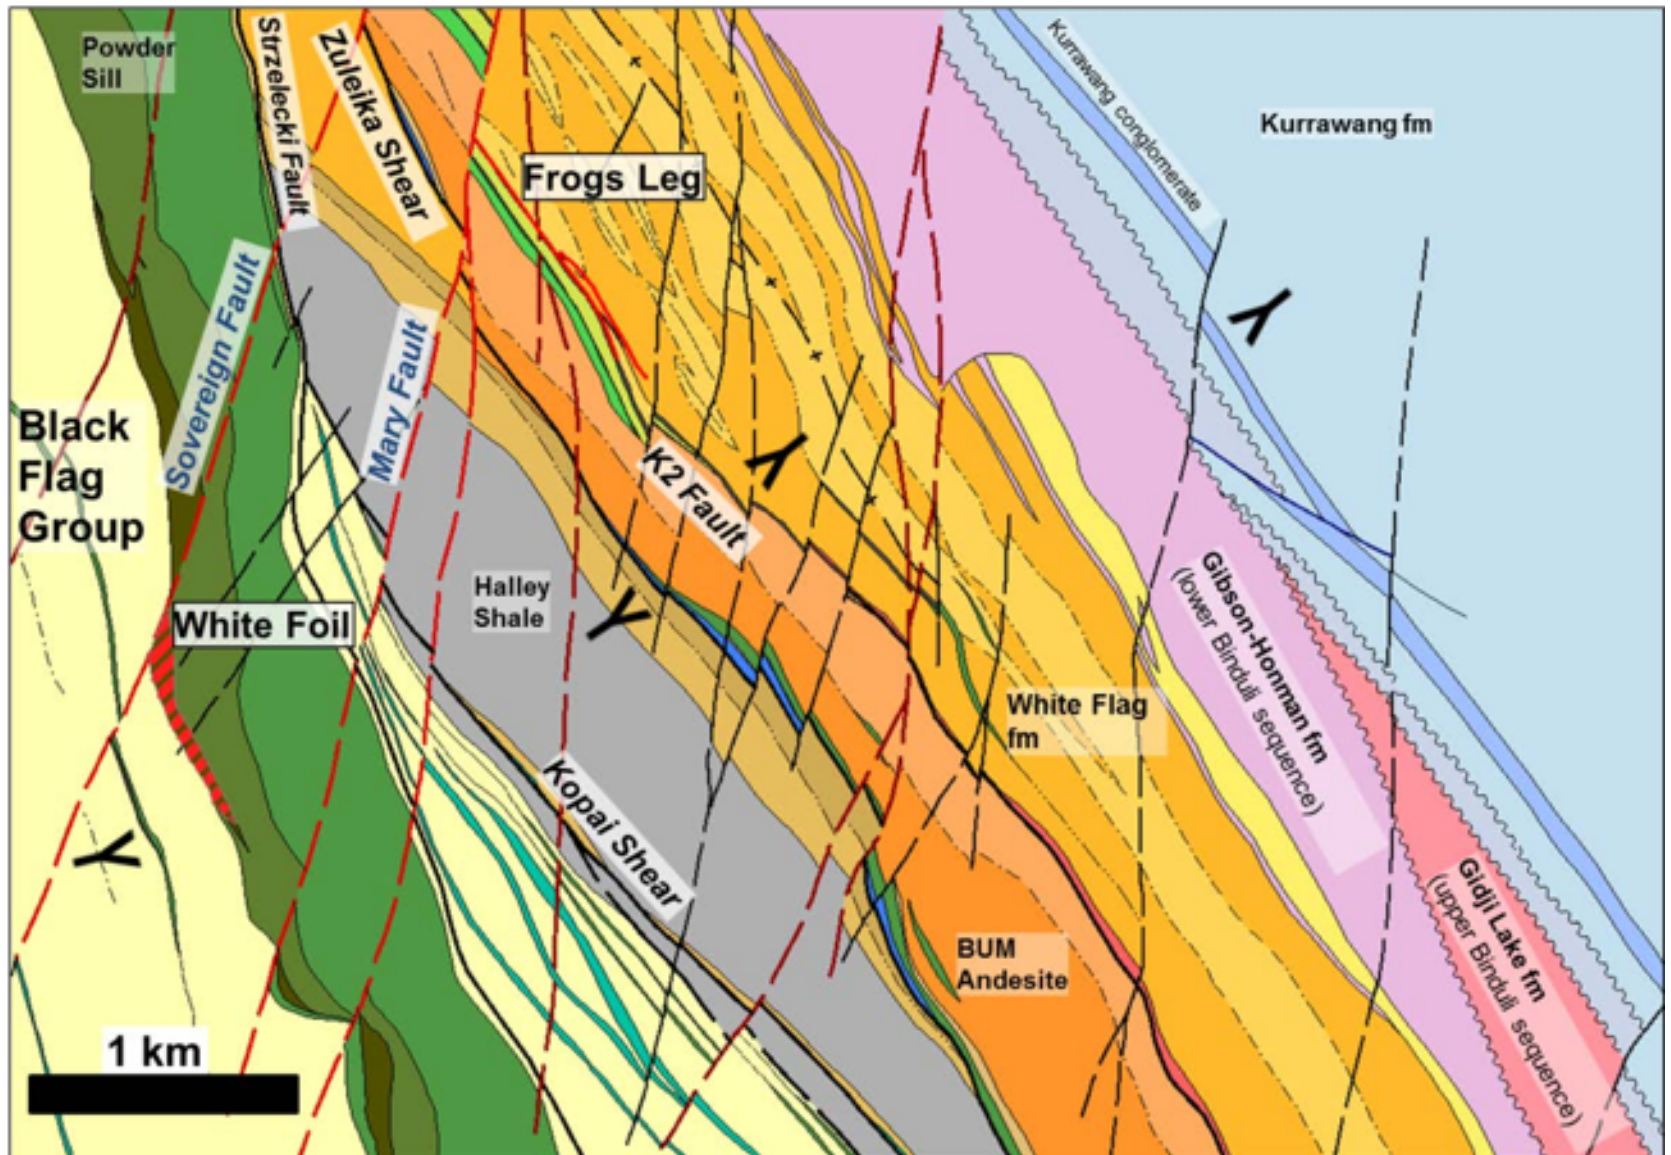 Powder
Sill
Strzelecki Fault
Zuleika Shear
Kurrawang conglomerate
Kurrawang fm
Frogs Leg
Sovereign Fault
Mary Fault
Black
Flag
Group
K2 Fault
White Foil
Halley
Shale
Gibson-Honman fm
(lower Binduli sequence)
White Flag
fm
Kopai Shear
Gidji Lake fm
(upper Binduli sequence)
BUM
Andesite
1 km